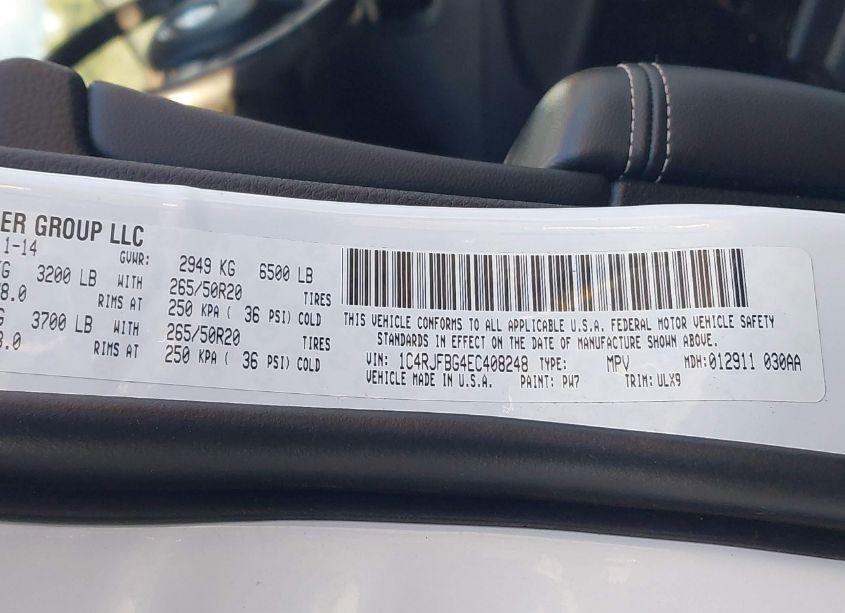 ER GROUP LLC
1-14
GVWR: 2949 KG 6500 LB
3200 LB WITH 265/50R20 TIRES
8.0 RIMS AT 250 KPA ( 36 PSI) COLD
3700 LB WITH 265/50R20 TIRES
8.0 RIMS AT 250 KPA ( 36 PSI) COLD
THIS VEHICLE CONFORMS TO ALL APPLICABLE U.S.A. FEDERAL MOTOR VEHICLE SAFETY
STANDARDS IN EFFECT ON THE DATE OF MANUFACTURE SHOWN ABOVE.
VIN: 1C4RJFBG4EC408248 TYPE: MPV MDH:012911 030AA
VEHICLE MADE IN U.S.A. PAINT: PW7 TRIM: ULX9